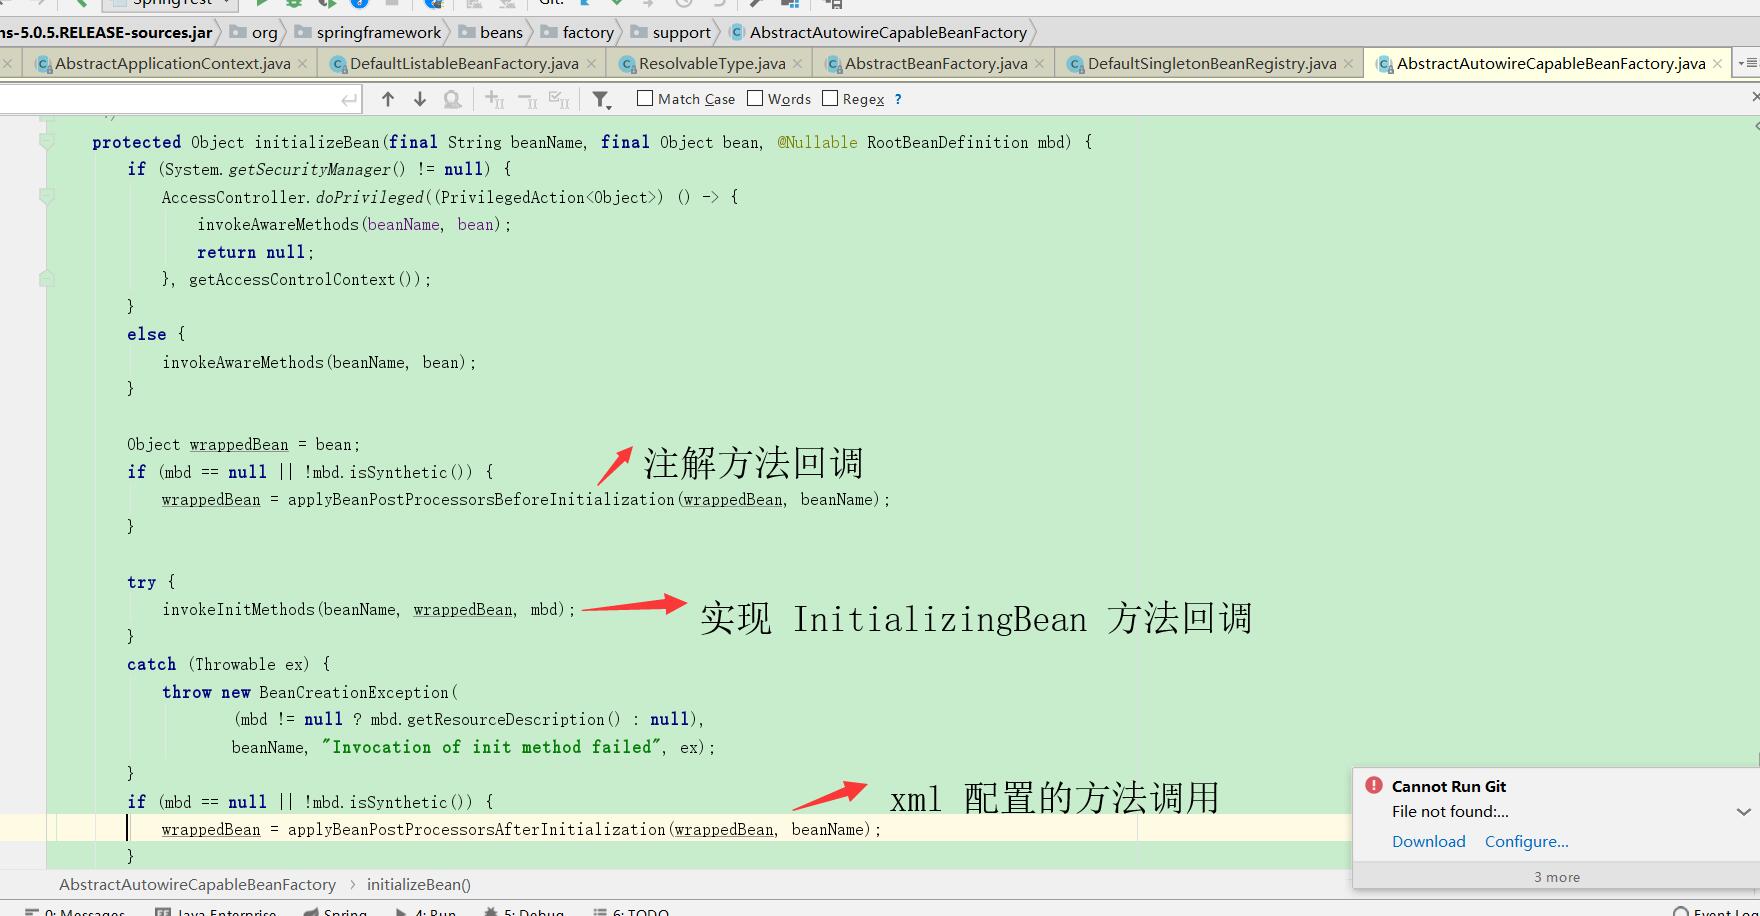 SpringTest
Git:
ns-5.0.5.RELEASE-sources.jar org springframework beans factory support AbstractAutowireCapableBeanFactory
AbstractApplicationContext.java DefaultListableBeanFactory.java ResolvableType.java AbstractBeanFactory.java DefaultSingletonBeanRegistry.java AbstractAutowireCapableBeanFactory.java
Match Case Words Regex ?
*/
protected Object initializeBean(final String beanName, final Object bean, @Nullable RootBeanDefinition mbd) {
if (System.getSecurityManager() != null) {
AccessController.doPrivileged((PrivilegedAction<Object>) () -> {
invokeAwareMethods(beanName, bean);
return null;
}, getAccessControlContext());
}
else {
invokeAwareMethods(beanName, bean);
}
Object wrappedBean = bean;
注解方法回调
if (mbd == null || !mbd.isSynthetic()) {
wrappedBean = applyBeanPostProcessorsBeforeInitialization(wrappedBean, beanName);
}
try {
invokeInitMethods(beanName, wrappedBean, mbd);
实现 InitializingBean 方法回调
}
catch (Throwable ex) {
throw new BeanCreationException(
(mbd != null ? mbd.getResourceDescription() : null),
beanName, "Invocation of init method failed", ex);
}
xml 配置的方法调用
if (mbd == null || !mbd.isSynthetic()) {
wrappedBean = applyBeanPostProcessorsAfterInitialization(wrappedBean, beanName);
}
Cannot Run Git
File not found:...
Download Configure...
3 more
AbstractAutowireCapableBeanFactory › initializeBean()
0: Messages Java Enterprise Spring 4: Run 5: Debug 6: TODO Event Log